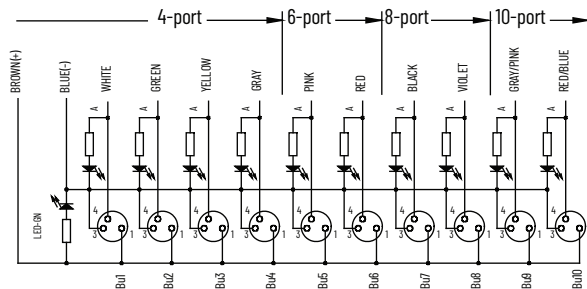 4-port 6-port 8-port 10-port
BROWN(+) BLUE(-) WHITE GREEN YELLOW GRAY PINK RED BLACK VIOLET GRAY/PINK RED/BLUE
A A A A A A A A A A
LED-GN
4 4 4 4 4 4 4 4 4 4
3 1 3 1 3 1 3 1 3 1 3 1 3 1 3 1 3 1 3 1
Bu1 Bu2 Bu3 Bu4 Bu5 Bu6 Bu7 Bu8 Bu9 Bu10